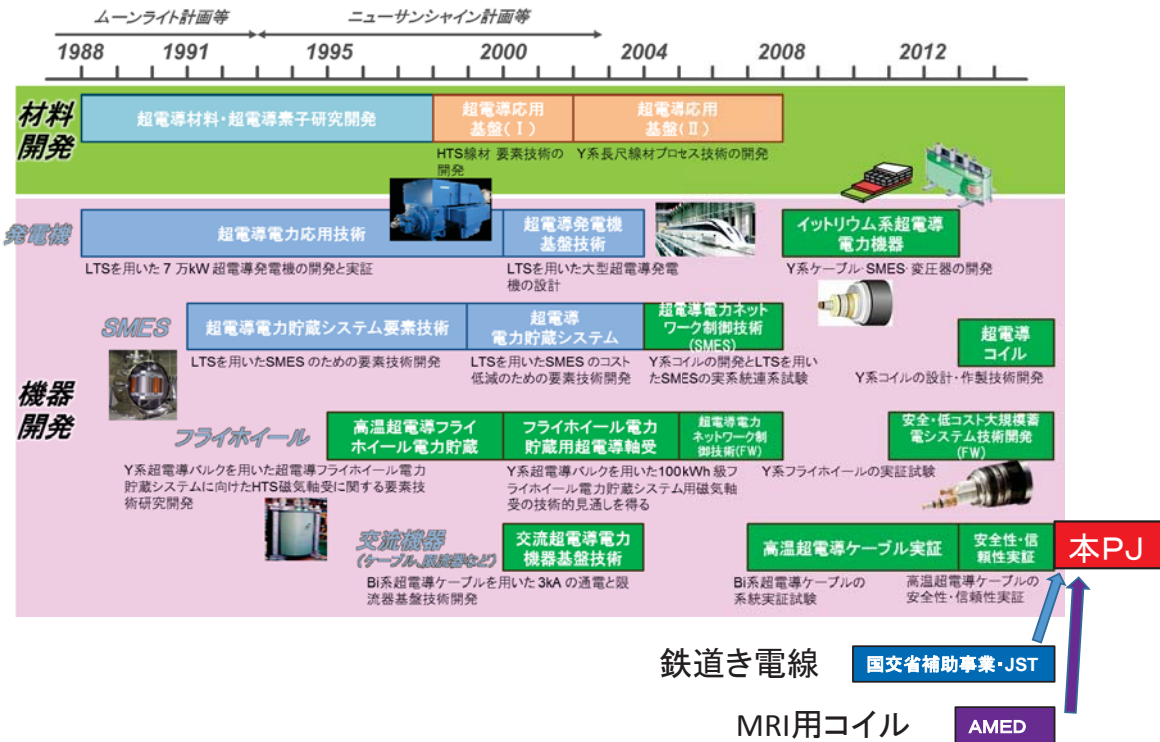 ムーンライト計画等
ニューサンシャイン計画等
1988
1991
1995
2000
2004
2008
2012
材料
開発
超電導材料・超電導素子研究開発
超電導応用
基盤(Ⅰ)
超電導応用
基盤(Ⅱ)
HTS線材 要素技術の
開発
Y系長尺線材プロセス技術の開発
機器
開発
発電機
超電導電力応用技術
超電導発電機
基盤技術
イットリウム系超電導
電力機器
LTSを用いた７万kW 超電導発電機の開発と実証
LTSを用いた大型超電導発電
機の設計
Y系ケーブル・SMES・変圧器の開発
SMES
超電導電力貯蔵システム要素技術
超電導
電力貯蔵システム
超電導電力ネット
ワーク制御技術
(SMES)
超電導
コイル
LTSを用いたSMES のための要素技術開発
LTSを用いたSMES のコスト
低減のための要素技術開発
Y系コイルの開発とLTSを用い
たSMESの実系統連系試験
Y系コイルの設計・作製技術開発
フライホイール
高温超電導フライ
ホイール電力貯蔵
フライホイール電力
貯蔵用超電導軸受
超電導電力
ネットワーク制
御技術(FW)
安全・低コスト大規模蓄
電システム技術開発
(FW)
Y系超電導バルクを用いた超電導フライホイール電力
貯蔵システムに向けたHTS磁気軸受に関する要素技
術研究開発
Y系超電導バルクを用いた100kWh 級フ
ライホイール電力貯蔵システム用磁気軸
受の技術的見通しを得る
Y系フライホイールの実証試験
交流機器
(ケーブル、限流器など)
交流超電導電力
機器基盤技術
高温超電導ケーブル実証
安全性・信
頼性実証
本PJ
Bi系超電導ケーブルを用いた 3kA の通電と限
流器基盤技術開発
Bi系超電導ケーブルの
系統実証試験
高温超電導ケーブルの
安全性・信頼性実証
鉄道き電線
国交省補助事業・JST
MRI用コイル
AMED